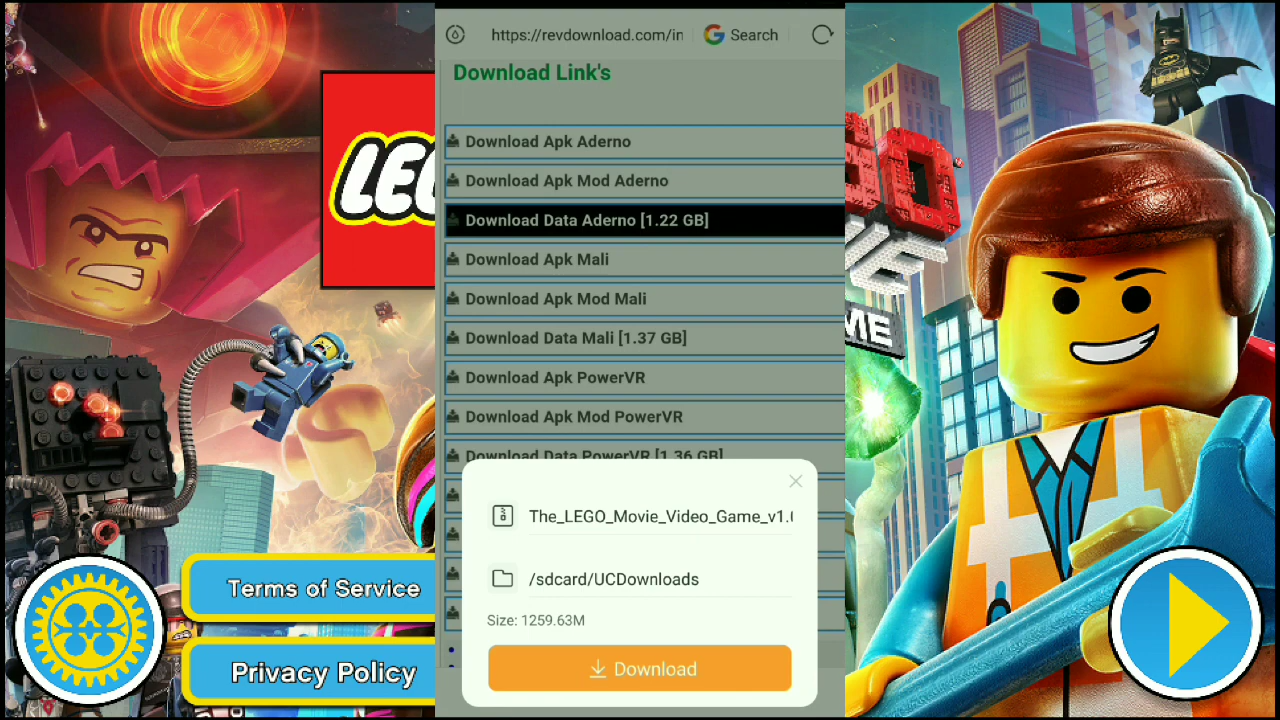 https://revdownload.com/in
Search
Download Link's
Download Apk Aderno
Download Apk Mod Aderno
Download Data Aderno [1.22 GB]
Download Apk Mali
Download Apk Mod Mali
Download Data Mali [1.37 GB]
Download Apk PowerVR
Download Apk Mod PowerVR
Download Data PowerVR [1.36 GB]
The_LEGO_Movie_Video_Game_v1.0
/sdcard/UCDownloads
Size: 1259.63M
Download
LEG
Terms of Service
Privacy Policy